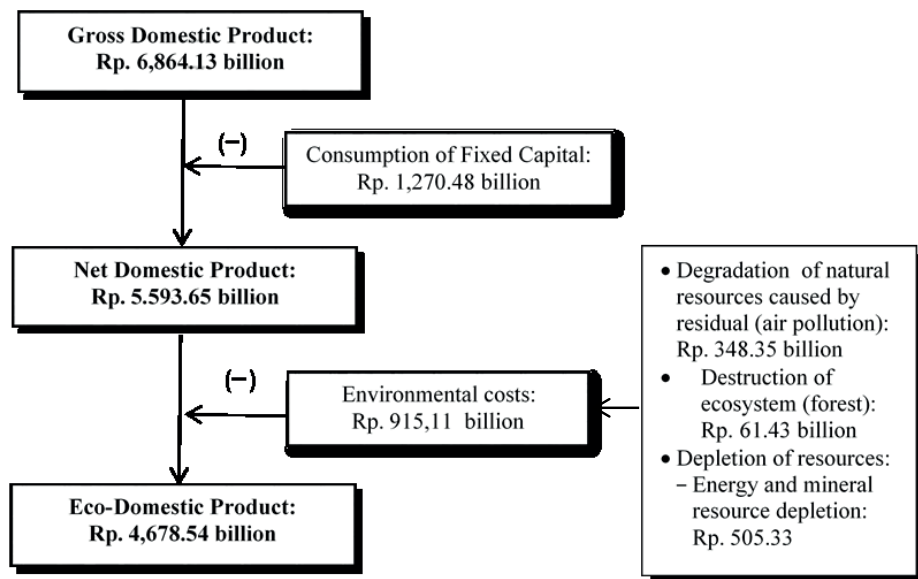 Gross Domestic Product:
Rp. 6,864.13 billion
(−)
Consumption of Fixed Capital:
Rp. 1,270.48 billion
Net Domestic Product:
Rp. 5.593.65 billion
• Degradation of natural
resources caused by
residual (air pollution):
Rp. 348.35 billion
• Destruction of
ecosystem (forest):
Rp. 61.43 billion
• Depletion of resources:
− Energy and mineral
resource depletion:
Rp. 505.33
(−)
Environmental costs:
Rp. 915,11 billion
Eco-Domestic Product:
Rp. 4,678.54 billion